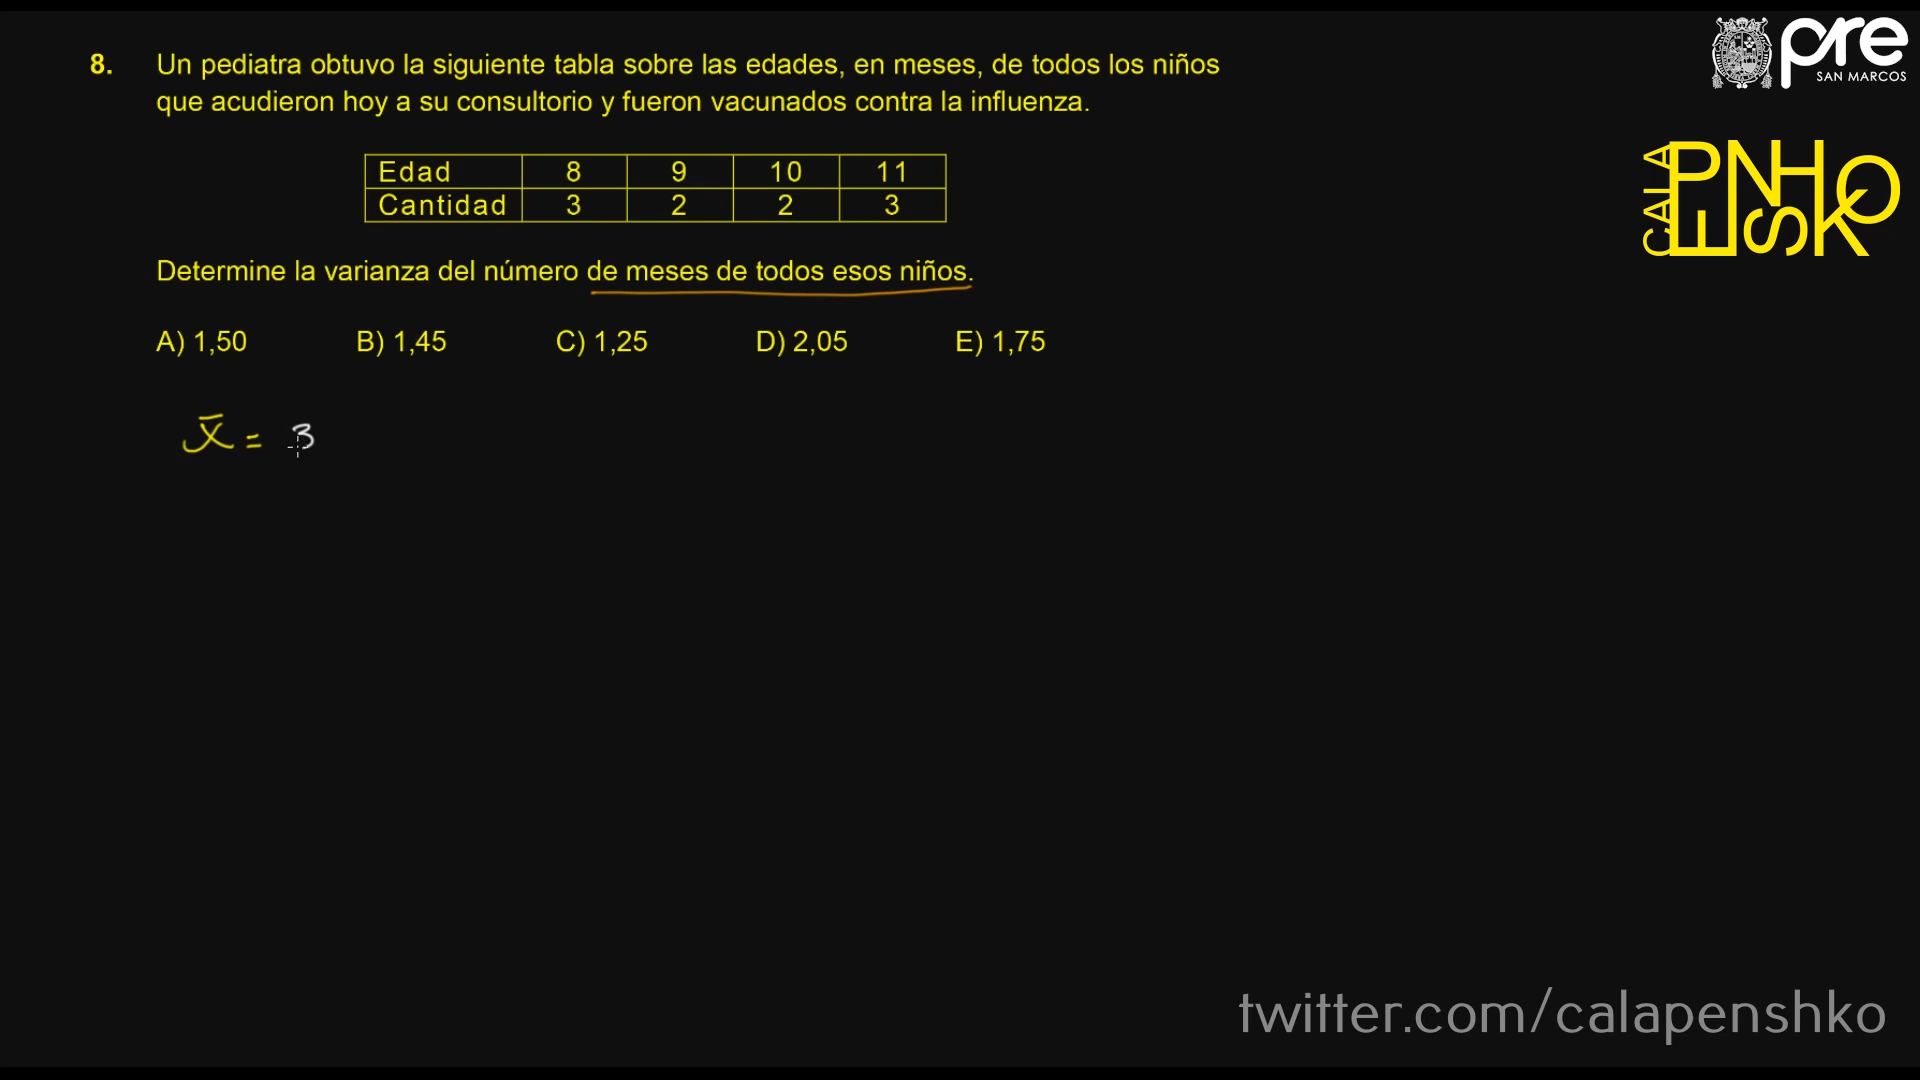 8. Un pediatra obtuvo la siguiente tabla sobre las edades, en meses, de todos los niños
que acudieron hoy a su consultorio y fueron vacunados contra la influenza.
Edad 8 9 10 11
Cantidad 3 2 2 3
Determine la varianza del número de meses de todos esos niños.
A) 1,50 B) 1,45 C) 1,25 D) 2,05 E) 1,75
x̄ = 3
pre
SAN MARCOS
CALA
PENSHKO
twitter.com/calapenshko